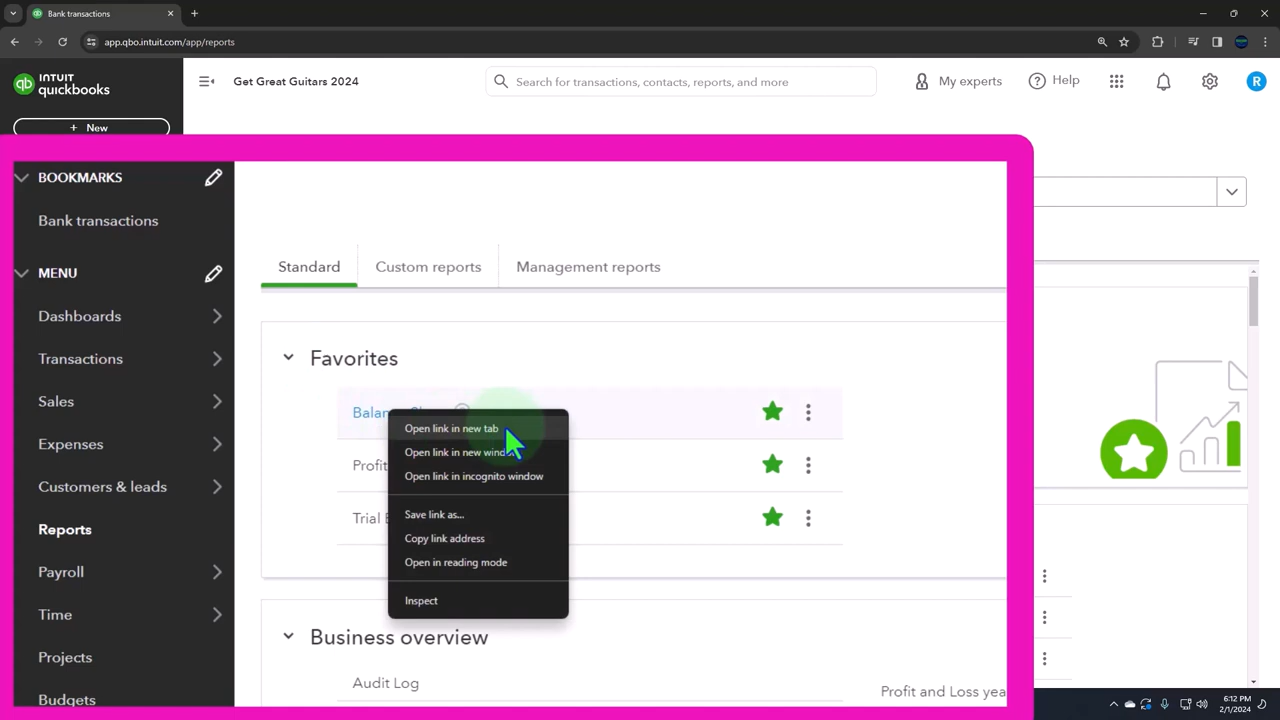 Bank transactions
app.qbo.intuit.com/app/reports
INTUIT
quickbooks
Get Great Guitars 2024
Search for transactions, contacts, reports, and more
My experts
Help
R
+ New
BOOKMARKS
Bank transactions
MENU
Dashboards
Transactions
Sales
Expenses
Customers & leads
Reports
Payroll
Time
Projects
Budgets
Standard
Custom reports
Management reports
Favorites
Open link in new tab
Open link in new
Open link in incognito window
Save link as...
Copy link address
Open in reading mode
Inspect
Business overview
Audit Log
Profit and Loss
6:12 PM
2/1/2024